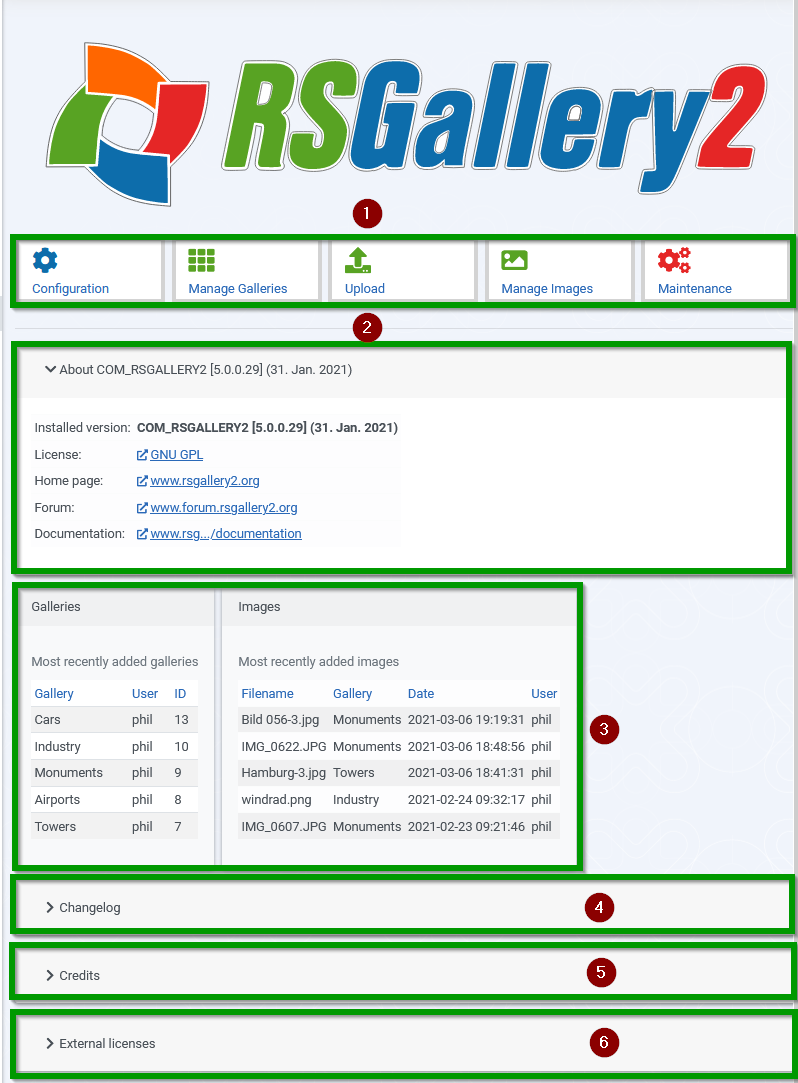 RSGallery2
1
Configuration
Manage Galleries
Upload
Manage Images
Maintenance
2
About COM_RSGALLERY2 [5.0.0.29] (31. Jan. 2021)
Installed version: COM_RSGALLERY2 [5.0.0.29] (31. Jan. 2021)
License: GNU GPL
Home page: www.rsgallery2.org
Forum: www.forum.rsgallery2.org
Documentation: www.rsg.../documentation
Galleries
Most recently added galleries
Gallery User ID
Cars phil 13
Industry phil 10
Monuments phil 9
Airports phil 8
Towers phil 7
Images
Most recently added images
Filename Gallery Date User
Bild 056-3.jpg Monuments 2021-03-06 19:19:31 phil
IMG_0622.JPG Monuments 2021-03-06 18:48:56 phil
Hamburg-3.jpg Towers 2021-03-06 18:41:31 phil
windrad.png Industry 2021-02-24 09:32:17 phil
IMG_0607.JPG Monuments 2021-02-23 09:21:46 phil
3
Changelog
4
Credits
5
External licenses
6